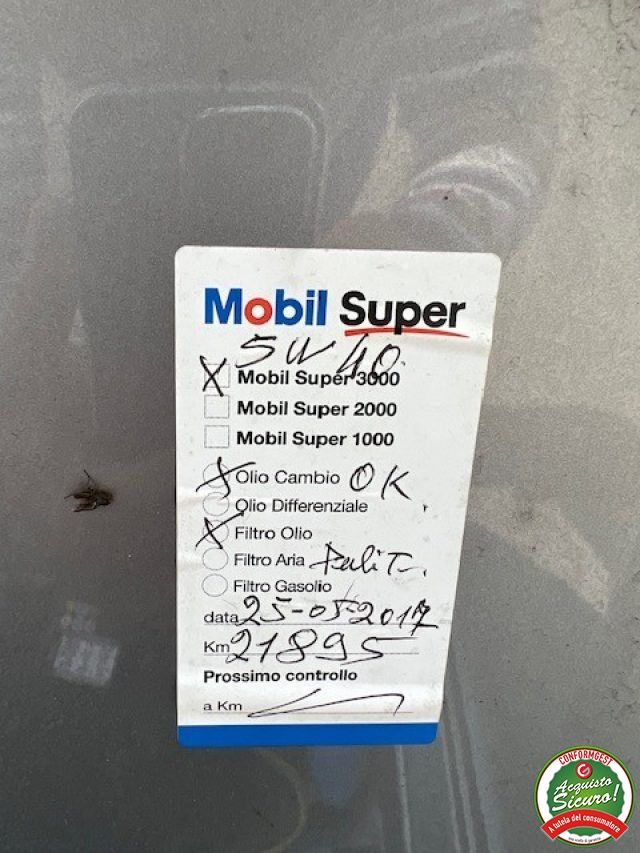 Mobil Super
5W40
X Mobil Super 3000
Mobil Super 2000
Mobil Super 1000
X Olio Cambio OK
Olio Differenziale
X Filtro Olio
Filtro Aria Pulit
Filtro Gasolio
data 25-05-2017
Km 21895
Prossimo controllo
a Km
CONFORMGEST
Acquisto
Sicuro!
A tutela del consumatore